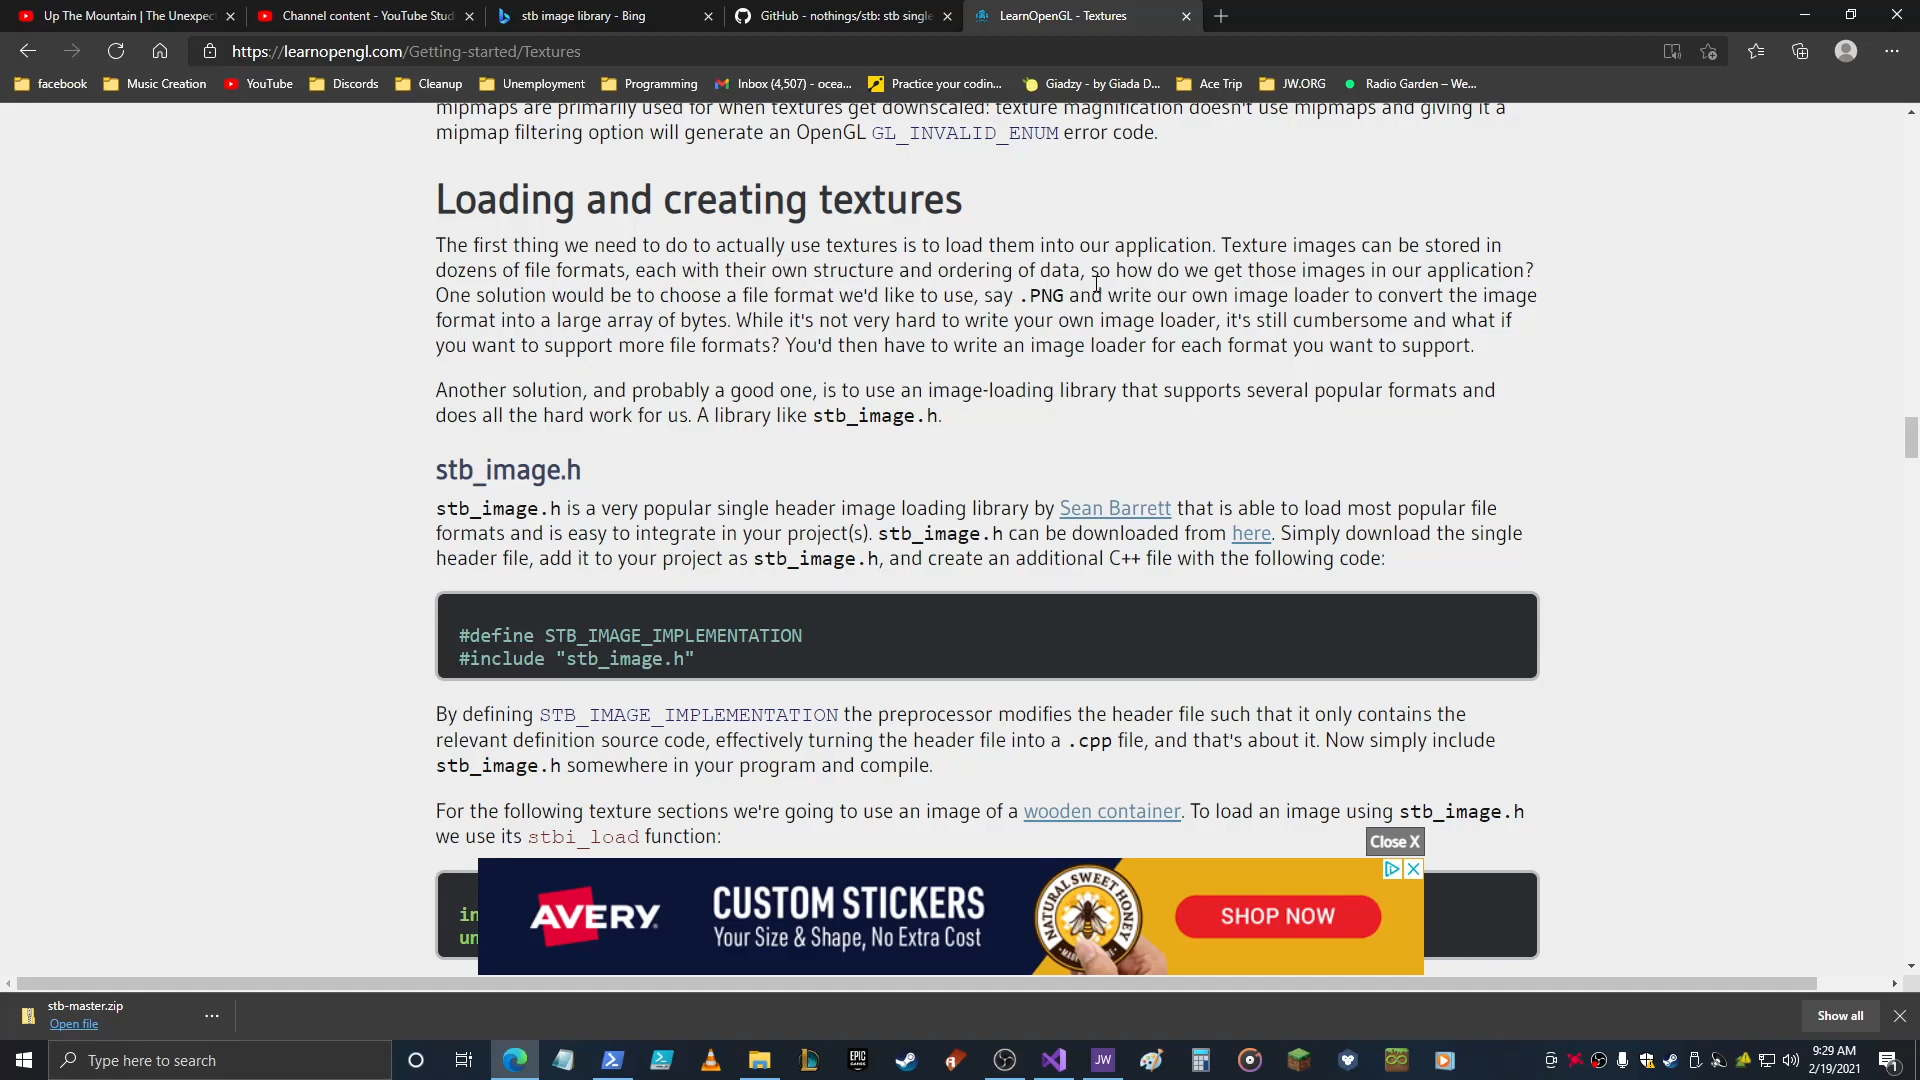 Up The Mountain | The Unexpec
Channel content - YouTube Stud
stb image library - Bing
GitHub - nothings/stb: stb single
LearnOpenGL - Textures
https://learnopengl.com/Getting-started/Textures
facebook
Music Creation
YouTube
Discords
Cleanup
Unemployment
Programming
Inbox (4,507) - ocea...
Practice your codin...
Giadzy - by Giada D...
Ace Trip
JW.ORG
Radio Garden – We...
mipmaps are primarily used for when textures get downscaled: texture magnification doesn't use mipmaps and giving it a
mipmap filtering option will generate an OpenGL GL_INVALID_ENUM error code.
Loading and creating textures
The first thing we need to do to actually use textures is to load them into our application. Texture images can be stored in
dozens of file formats, each with their own structure and ordering of data, so how do we get those images in our application?
One solution would be to choose a file format we'd like to use, say .PNG and write our own image loader to convert the image
format into a large array of bytes. While it's not very hard to write your own image loader, it's still cumbersome and what if
you want to support more file formats? You'd then have to write an image loader for each format you want to support.
Another solution, and probably a good one, is to use an image-loading library that supports several popular formats and
does all the hard work for us. A library like stb_image.h.
stb_image.h
stb_image.h is a very popular single header image loading library by Sean Barrett that is able to load most popular file
formats and is easy to integrate in your project(s). stb_image.h can be downloaded from here. Simply download the single
header file, add it to your project as stb_image.h, and create an additional C++ file with the following code:
#define STB_IMAGE_IMPLEMENTATION
#include "stb_image.h"
By defining STB_IMAGE_IMPLEMENTATION the preprocessor modifies the header file such that it only contains the
relevant definition source code, effectively turning the header file into a .cpp file, and that's about it. Now simply include
stb_image.h somewhere in your program and compile.
For the following texture sections we're going to use an image of a wooden container. To load an image using stb_image.h
we use its stbi_load function:
Close X
in
un
AVERY
CUSTOM STICKERS
Your Size & Shape, No Extra Cost
NATURAL SWEET HONEY
SHOP NOW
stb-master.zip
Open file
Show all
Type here to search
EPIC
GAMES
JW
9:29 AM
2/19/2021
1